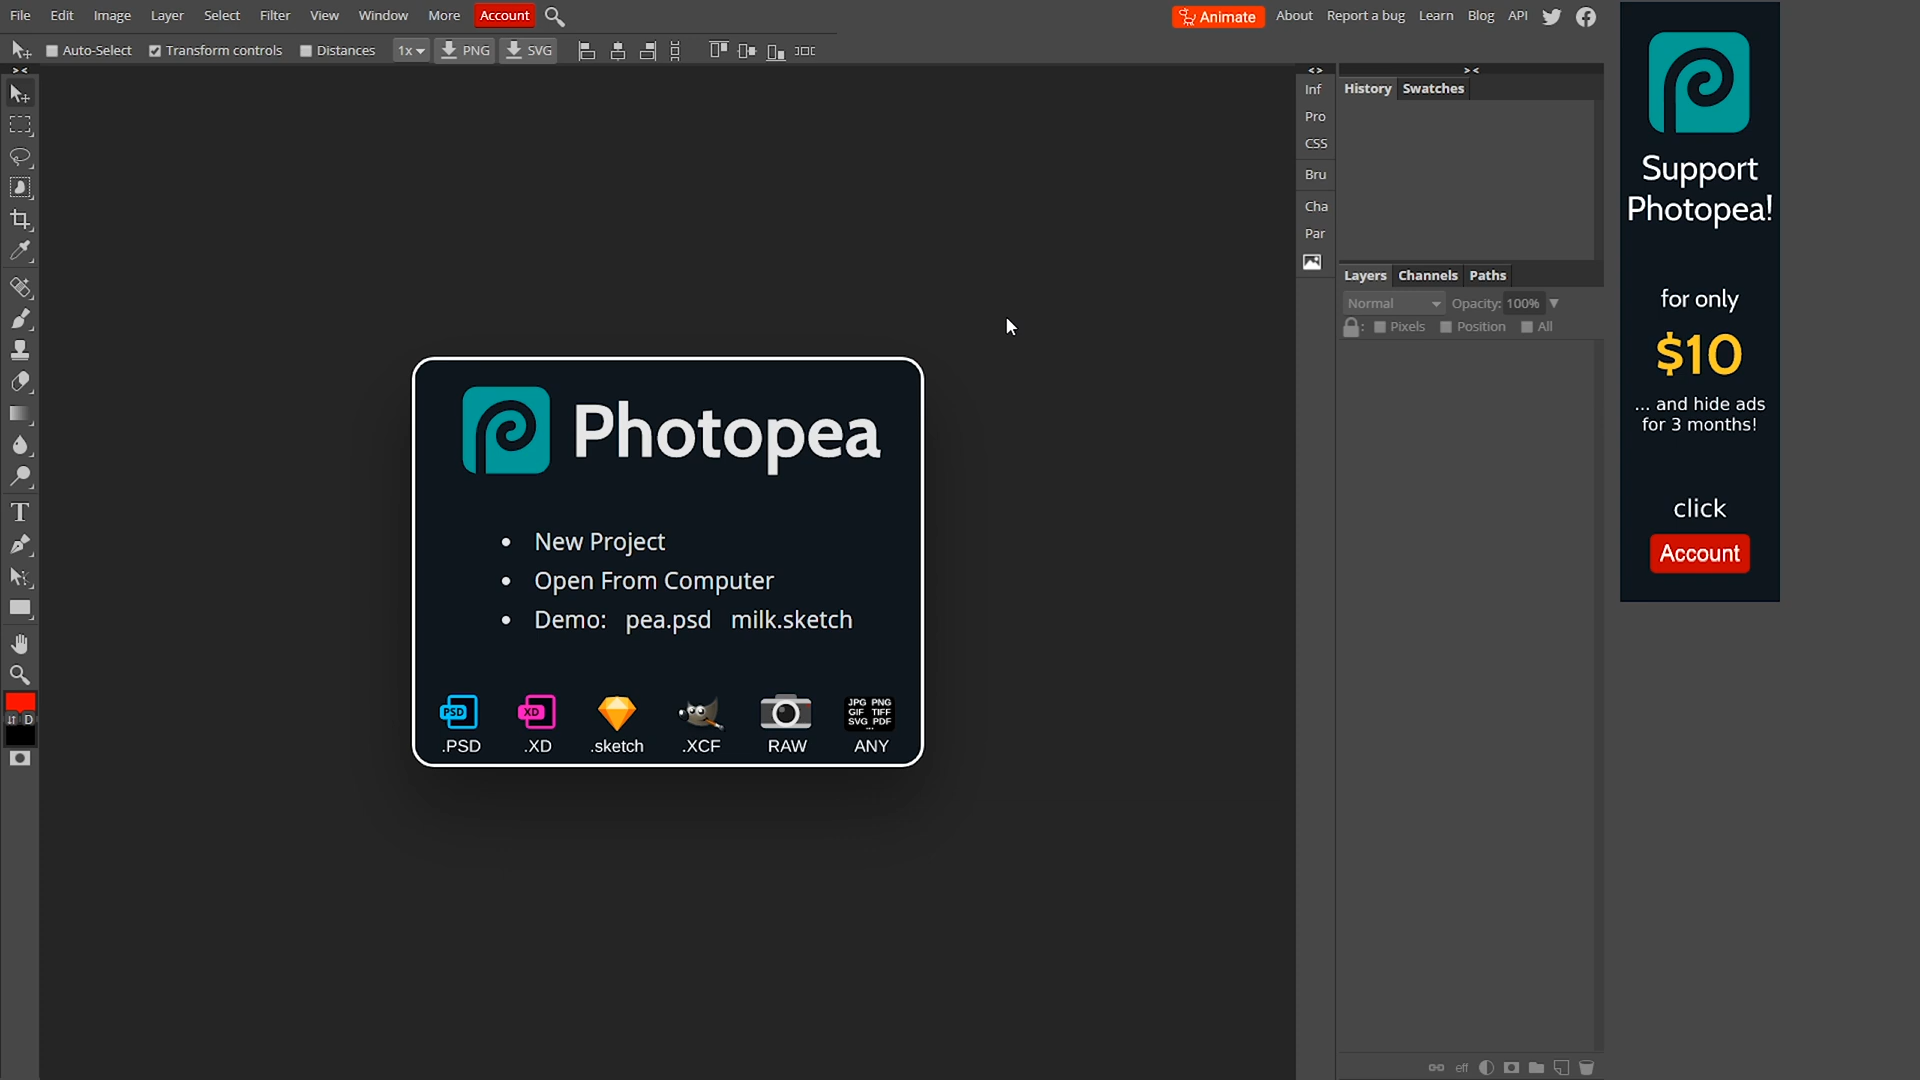 File Edit Image Layer Select Filter View Window More Account
Animate About Report a bug Learn Blog API
Auto-Select Transform controls Distances 1x PNG SVG
> < < > > <
Inf
Pro
CSS
Bru
Cha
Par
History Swatches
Layers Channels Paths
Normal Opacity: 100%
: Pixels Position All
Photopea
New Project
Open From Computer
Demo: pea.psd milk.sketch
PSD XD JPG PNG
GIF TIFF
SVG PDF
...
.PSD .XD .sketch .XCF RAW ANY
T
D
eff
Support
Photopea!
for only
$10
... and hide ads
for 3 months!
click
Account